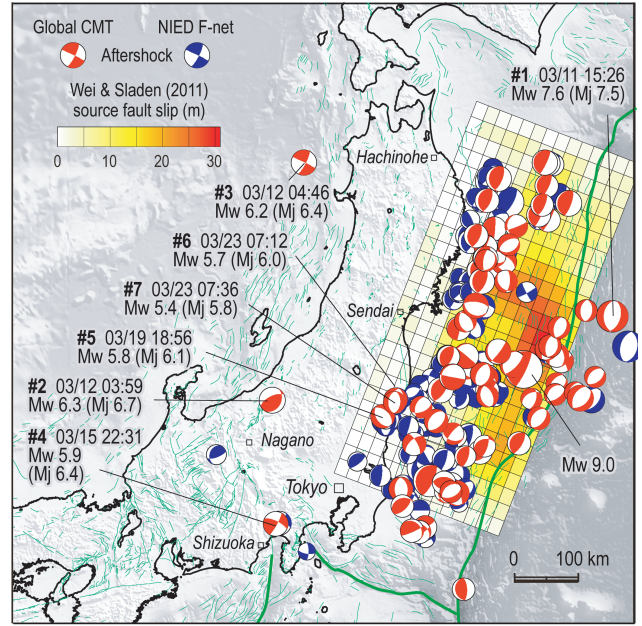 Global CMT
NIED F-net
Aftershock
Wei & Sladen (2011)
source fault slip (m)
0 10 20 30
#1 03/11 15:26
Mw 7.6 (Mj 7.5)
Hachinohe
#3 03/12 04:46
Mw 6.2 (Mj 6.4)
#6 03/23 07:12
Mw 5.7 (Mj 6.0)
#7 03/23 07:36
Mw 5.4 (Mj 5.8)
Sendai
#5 03/19 18:56
Mw 5.8 (Mj 6.1)
#2 03/12 03:59
Mw 6.3 (Mj 6.7)
#4 03/15 22:31
Mw 5.9
(Mj 6.4)
Nagano
Mw 9.0
Tokyo
Shizuoka
0 100 km